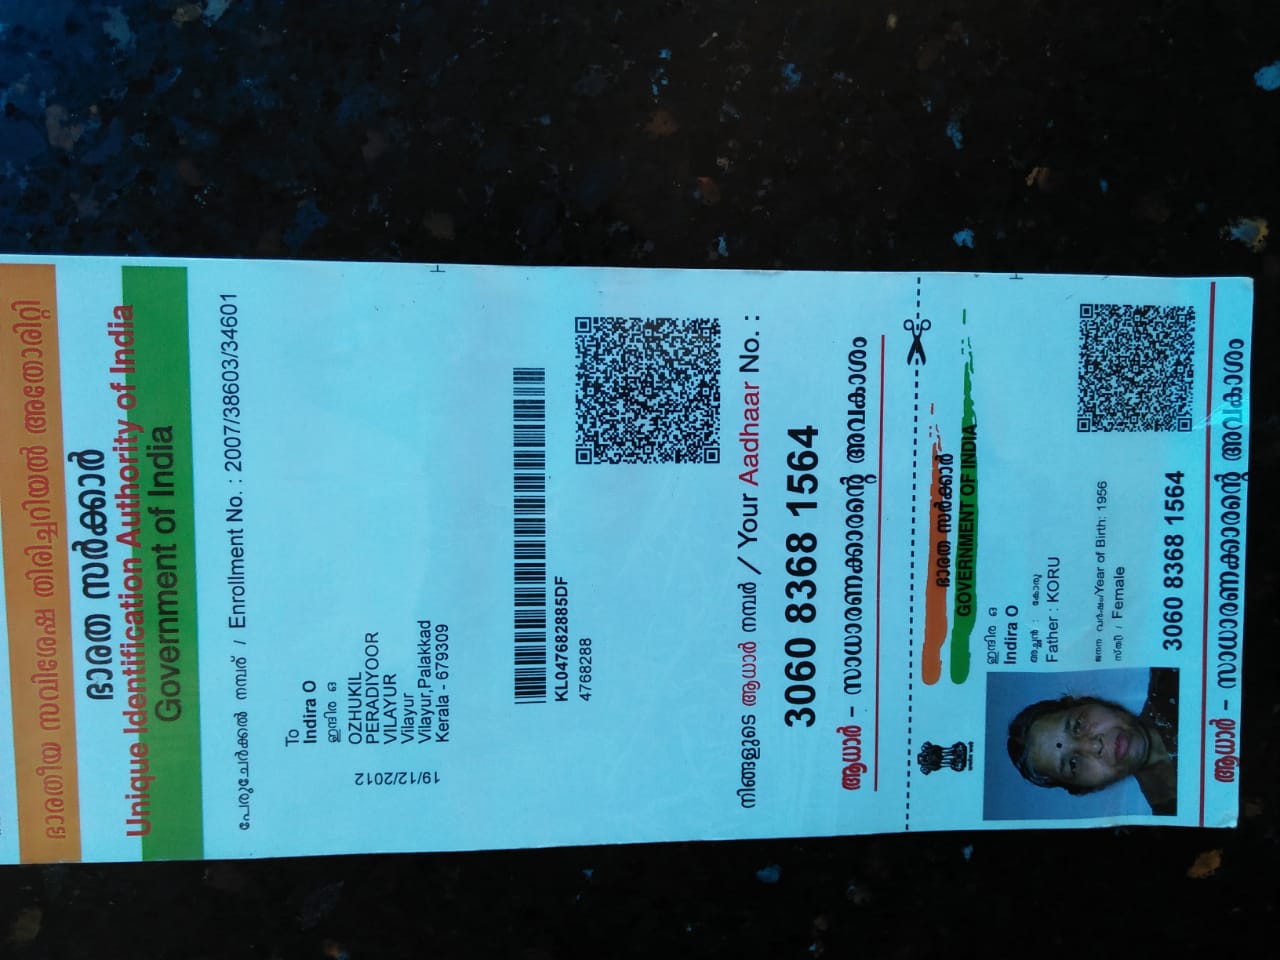 ഭാരതീയ സവിശേഷ തിരിച്ചറിയൽ അതോരിറ്റി
ഭാരത സർക്കാർ
Unique Identification Authority of India
Government of India
പേരുചേർക്കൽ നമ്പര് / Enrollment No. : 2007/38603/34601
To
Indira O
ഇന്ദിര ഒ
OZHUKIL
PERADIYOOR
VILAYUR
Vilayur
Vilayur,Palakkad
Kerala - 679309
19/12/2012
KL047682885DF
4768288
നിങ്ങളുടെ ആധാർ നമ്പർ / Your Aadhaar No. :
3060 8368 1564
ആധാർ - സാധാരണക്കാരന്റെ അവകാശം
ഭാരത സർക്കാർ
GOVERNMENT OF INDIA
ഇന്ദിര ഒ
Indira O
അച്ഛൻ : കോരു
Father : KORU
ജനന വർഷം/Year of Birth: 1956
സ്ത്രീ / Female
3060 8368 1564
ആധാർ - സാധാരണക്കാരന്റെ അവകാശം